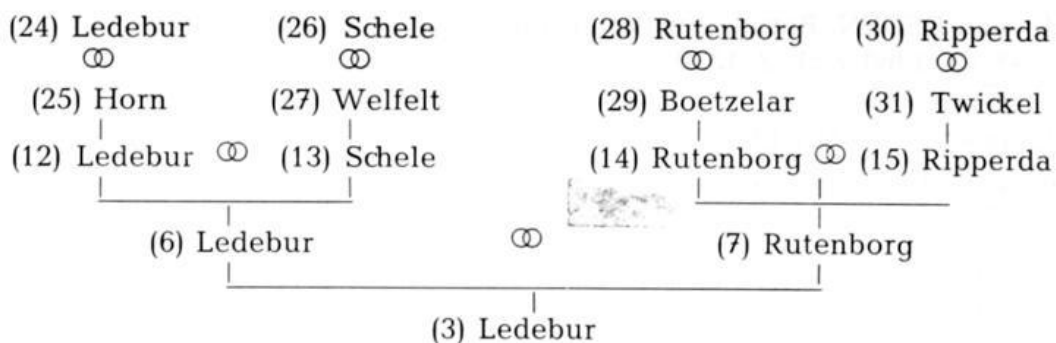 (24) Ledebur (26) Schele (28) Rutenborg (30) Ripperda
(25) Horn (27) Welfelt (29) Boetzelar (31) Twickel
(12) Ledebur (13) Schele (14) Rutenborg (15) Ripperda
(6) Ledebur (7) Rutenborg
(3) Ledebur